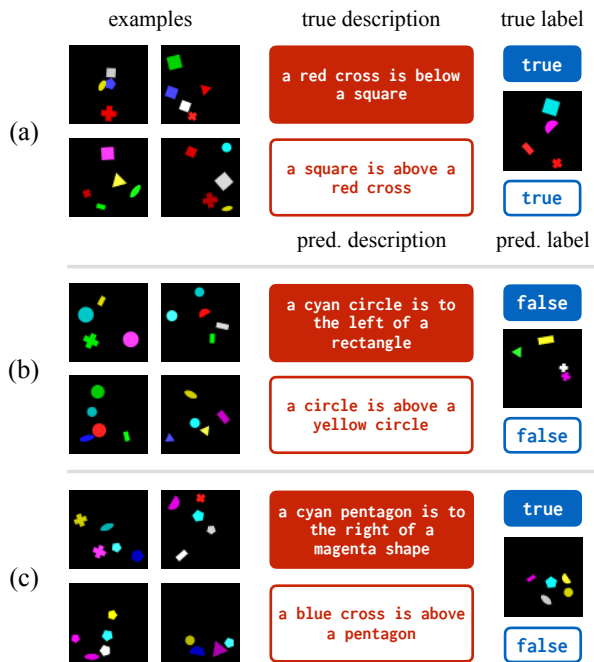 examples
true description
true label
(a)
a red cross is below
a square
true
a square is above a
red cross
true
pred. description
pred. label
(b)
a cyan circle is to
the left of a
rectangle
false
a circle is above a
yellow circle
false
(c)
a cyan pentagon is to
the right of a
magenta shape
true
a blue cross is above
a pentagon
false